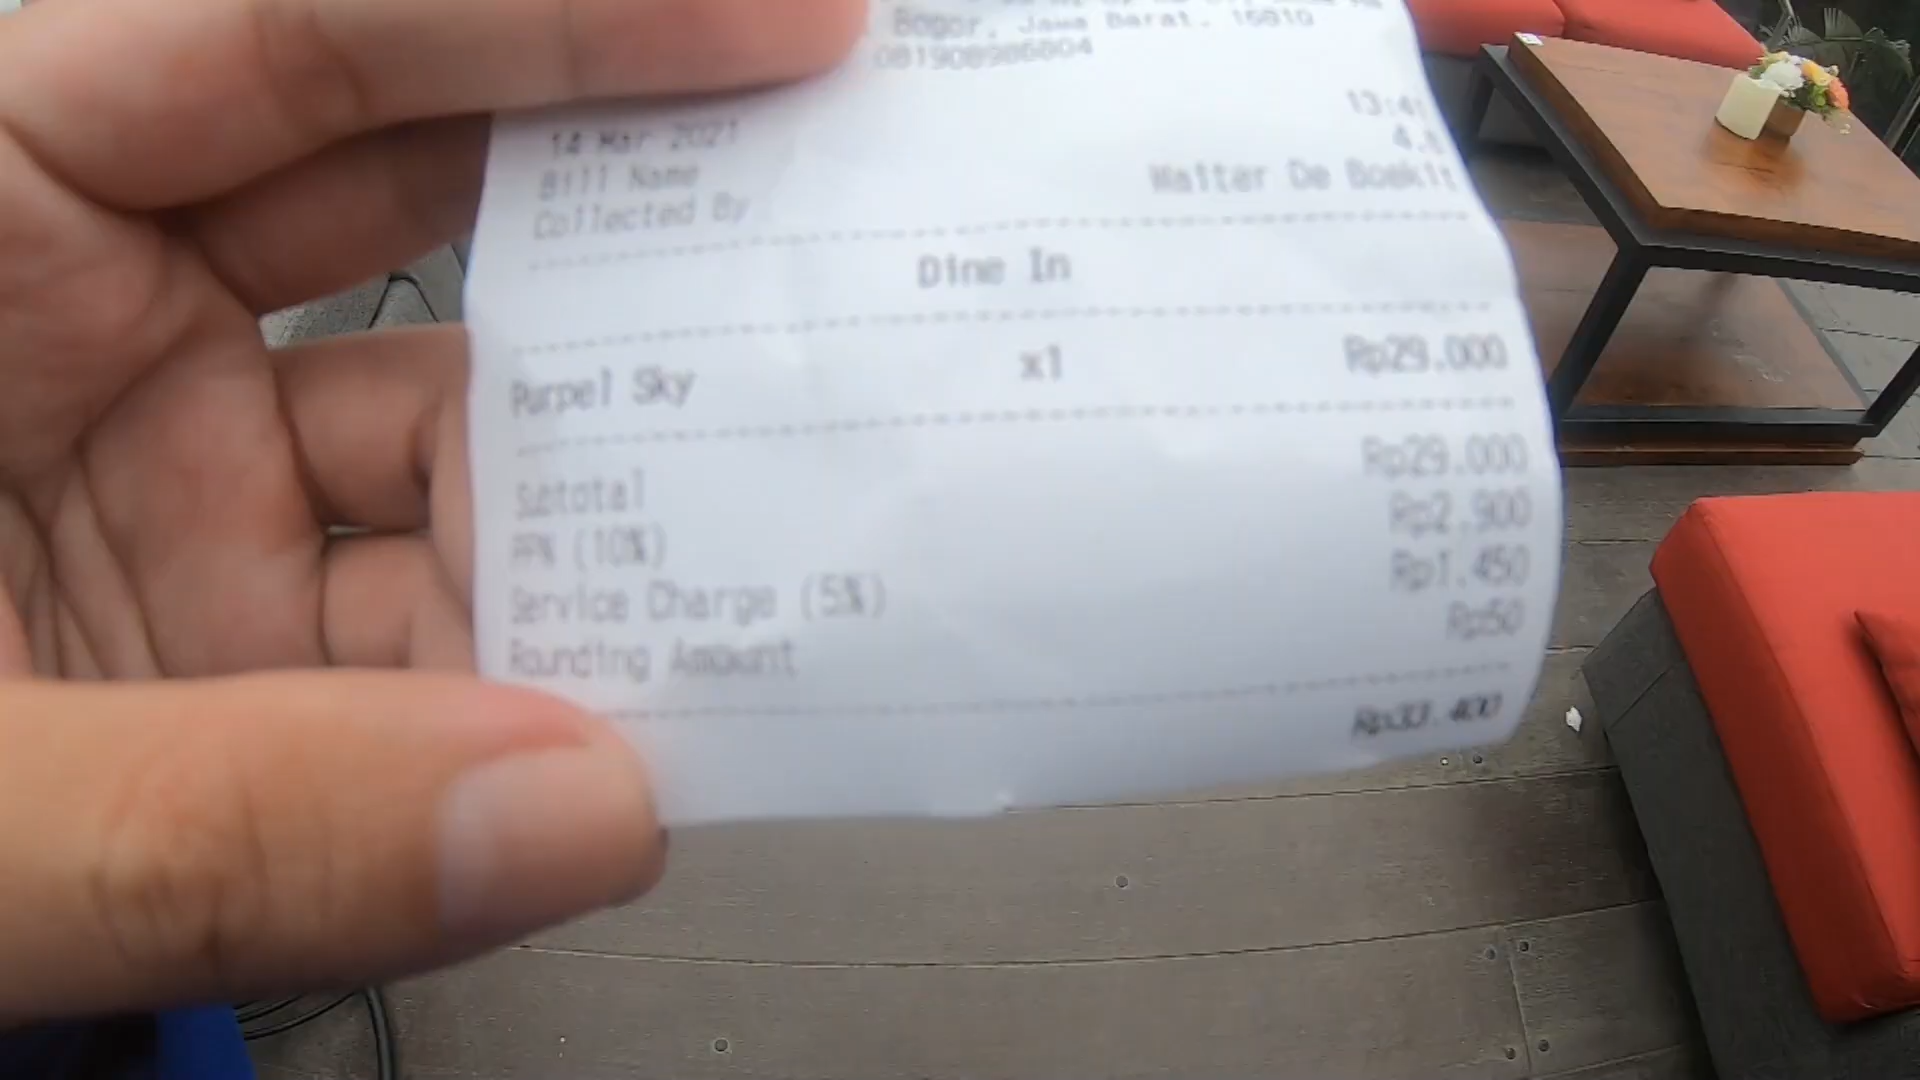 Bogor, Jawa Barat, 16810
081908986804
14 Mar 2021 13:41
Bill Name 4.
Collected By Waiter De Boekit
Dine In
Purpel Sky x1 Rp29.000
Subtotal Rp29.000
PPN (10%) Rp2.900
Service Charge (5%) Rp1.450
Rounding Amount Rp50
Rp33.400